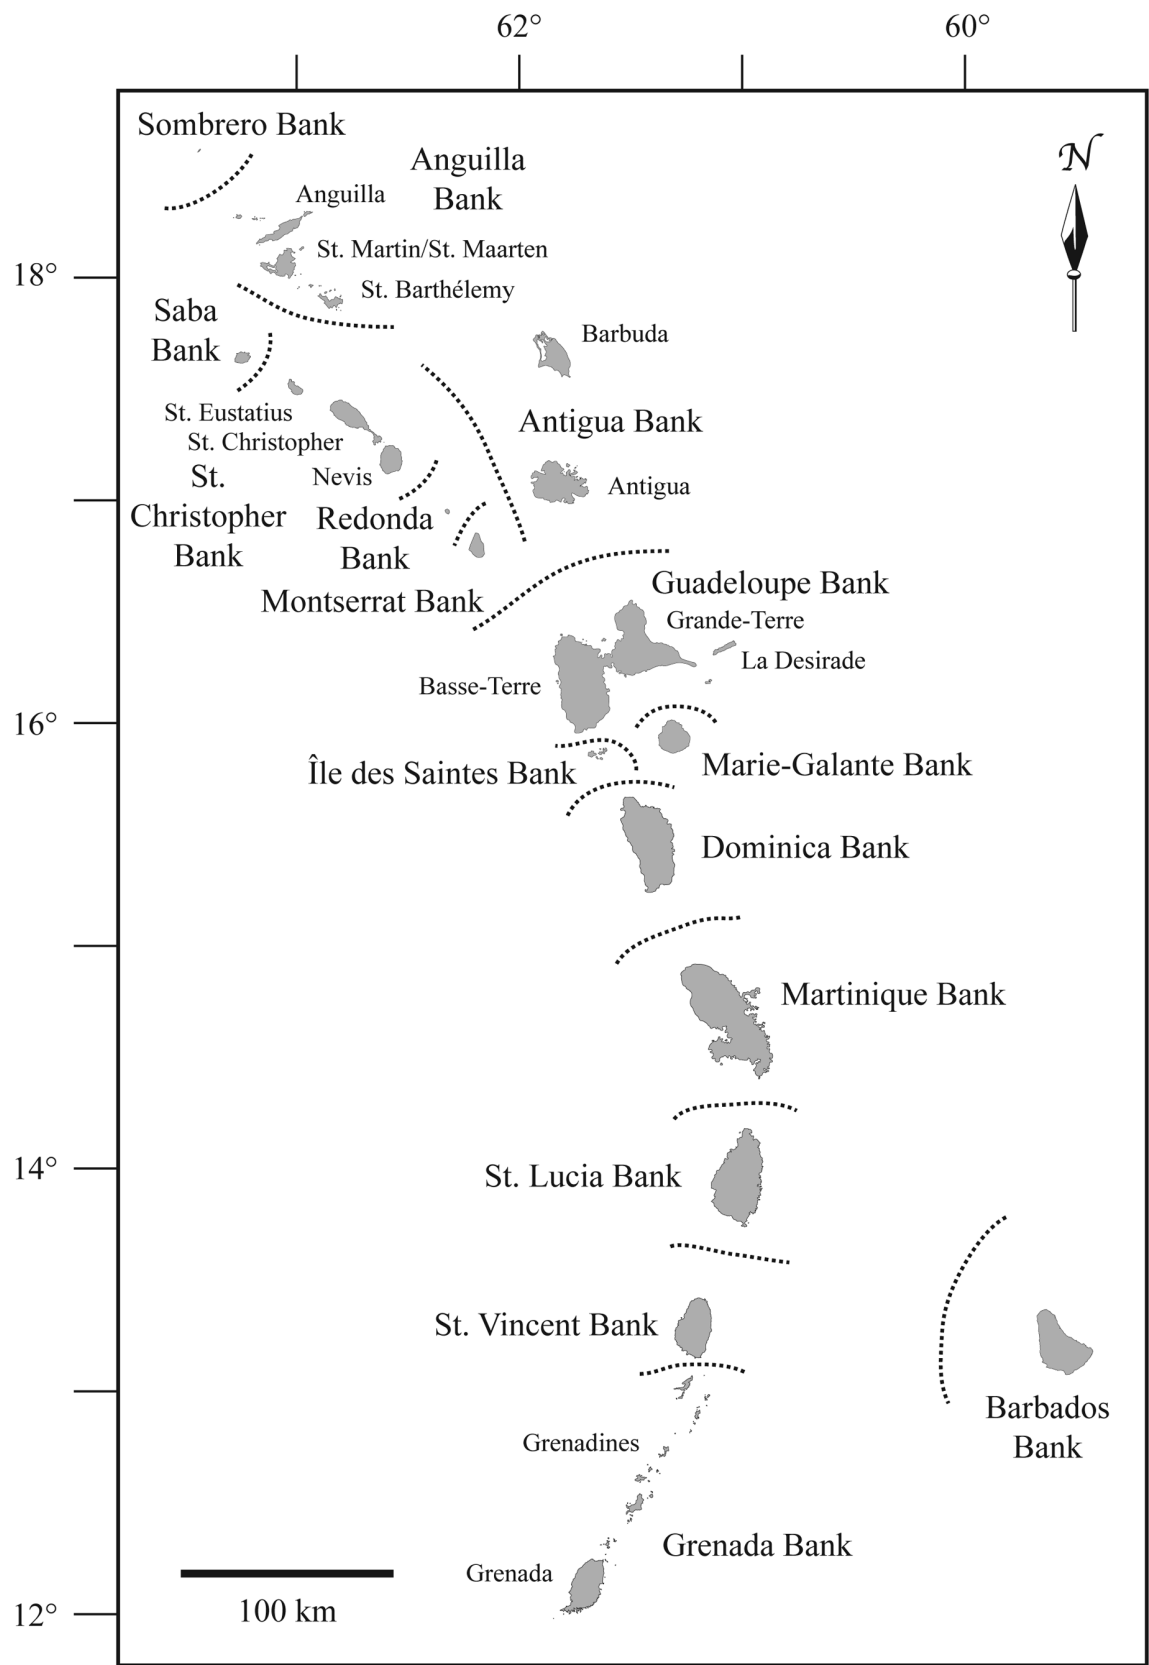 62°
60°
Sombrero Bank
N
Anguilla
Bank
Anguilla
St. Martin/St. Maarten
18°
St. Barthélemy
Saba
Bank
Barbuda
St. Eustatius
Antigua Bank
St. Christopher
St.
Christopher
Bank
Nevis
Antigua
Redonda
Bank
Guadeloupe Bank
Montserrat Bank
Grande-Terre
La Desirade
Basse-Terre
16°
Marie-Galante Bank
Île des Saintes Bank
Dominica Bank
Martinique Bank
14°
St. Lucia Bank
St. Vincent Bank
Barbados
Bank
Grenadines
Grenada Bank
Grenada
100 km
12°